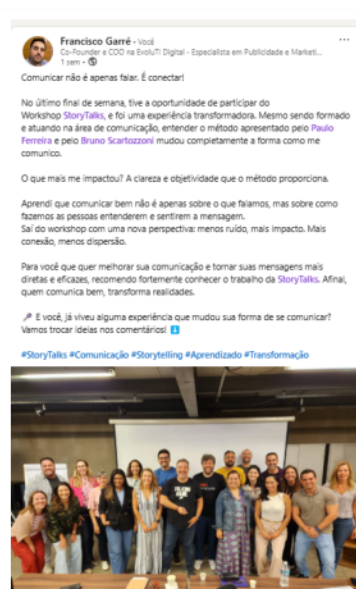 Francisco Garré • Você
Co-Founder e COO na EvoluTI Digital - Especialista em Publicidade e Marketi...
1 sem •
Comunicar não é apenas falar. É conectar!
No último final de semana, tive a oportunidade de participar do
Workshop StoryTalks, e foi uma experiência transformadora. Mesmo sendo formado
e atuando na área de comunicação, entender o método apresentado pelo Paulo
Ferreira e pelo Bruno Scartozzoni mudou completamente a forma como me
comunico.
O que mais me impactou? A clareza e objetividade que o método proporciona.
Aprendi que comunicar bem não é apenas sobre o que falamos, mas sobre como
fazemos as pessoas entenderem e sentirem a mensagem.
Saí do workshop com uma nova perspectiva: menos ruído, mais impacto. Mais
conexão, menos dispersão.
Para você que quer melhorar sua comunicação e tornar suas mensagens mais
diretas e eficazes, recomendo fortemente conhecer o trabalho da StoryTalks. Afinal,
quem comunica bem, transforma realidades.
E você, já viveu alguma experiência que mudou sua forma de se comunicar?
Vamos trocar ideias nos comentários!
#StoryTalks #Comunicação #Storytelling #Aprendizado #Transformação